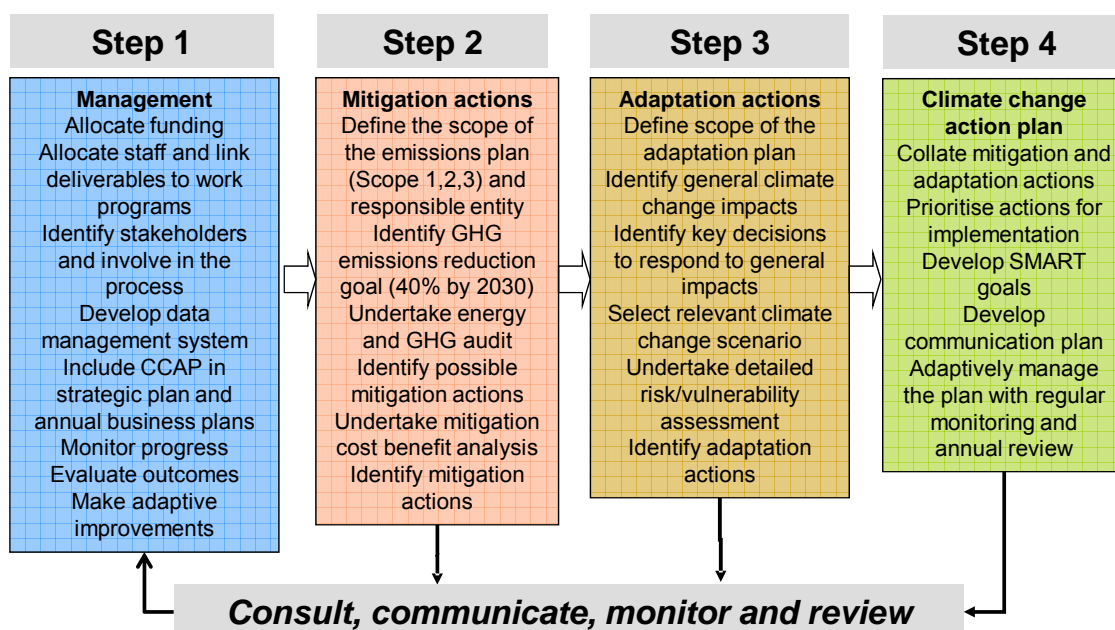 Step 1
Management
Allocate funding
Allocate staff and link
deliverables to work
programs
Identify stakeholders
and involve in the
process
Develop data
management system
Include CCAP in
strategic plan and
annual business plans
Monitor progress
Evaluate outcomes
Make adaptive
improvements
Step 2
Mitigation actions
Define the scope of
the emissions plan
(Scope 1,2,3) and
responsible entity
Identify GHG
emissions reduction
goal (40% by 2030)
Undertake energy
and GHG audit
Identify possible
mitigation actions
Undertake mitigation
cost benefit analysis
Identify mitigation
actions
Step 3
Adaptation actions
Define scope of the
adaptation plan
Identify general climate
change impacts
Identify key decisions
to respond to general
impacts
Select relevant climate
change scenario
Undertake detailed
risk/vulnerability
assessment
Identify adaptation
actions
Step 4
Climate change
action plan
Collate mitigation and
adaptation actions
Prioritise actions for
implementation
Develop SMART
goals
Develop
communication plan
Adaptively manage
the plan with regular
monitoring and
annual review
Consult, communicate, monitor and review